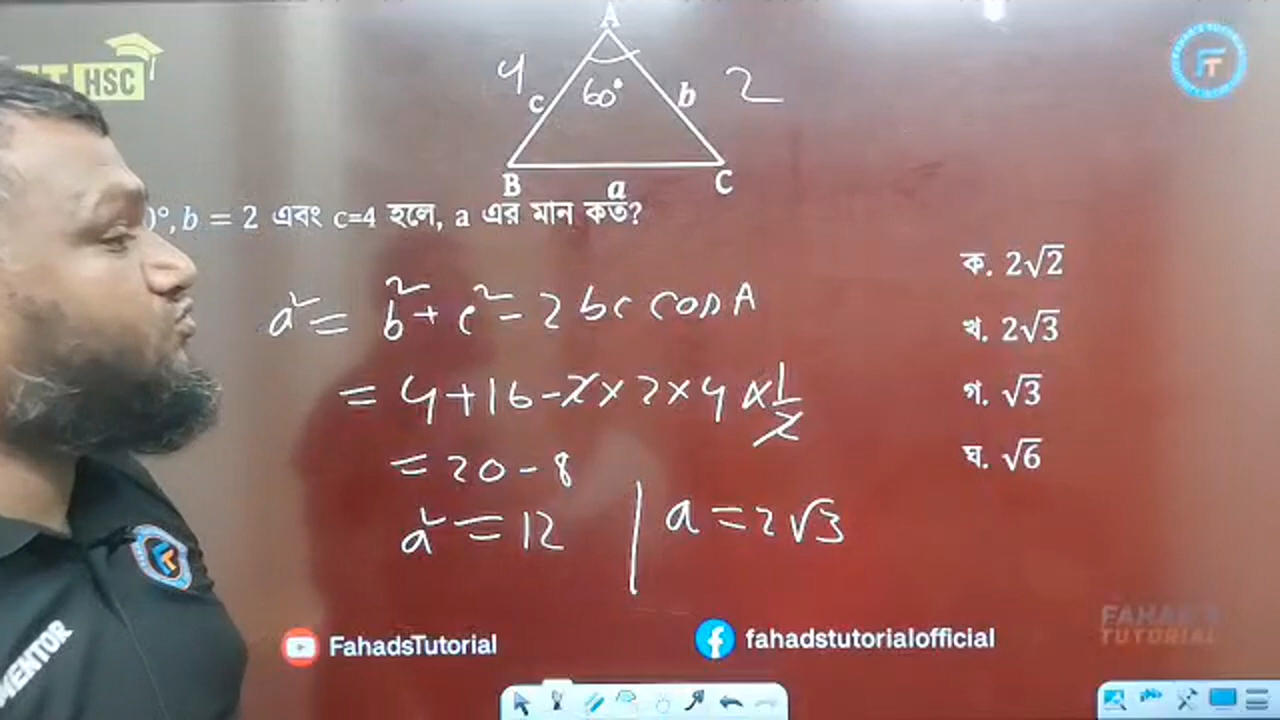 HSC
A
4
c
60°
b
2
B
a
C
°, b = 2 এবং c=4 হলে, a এর মান কত?
a² = b² + c² - 2bc cos A
= 4 + 16 - 2 × 2 × 4 × 1/2
= 20 - 8
a² = 12 | a = 2√3
ক. 2√2
খ. 2√3
গ. √3
ঘ. √6
MENTOR
FahadsTutorial
fahadstutorialofficial
FAHAD'S
TUTORIAL